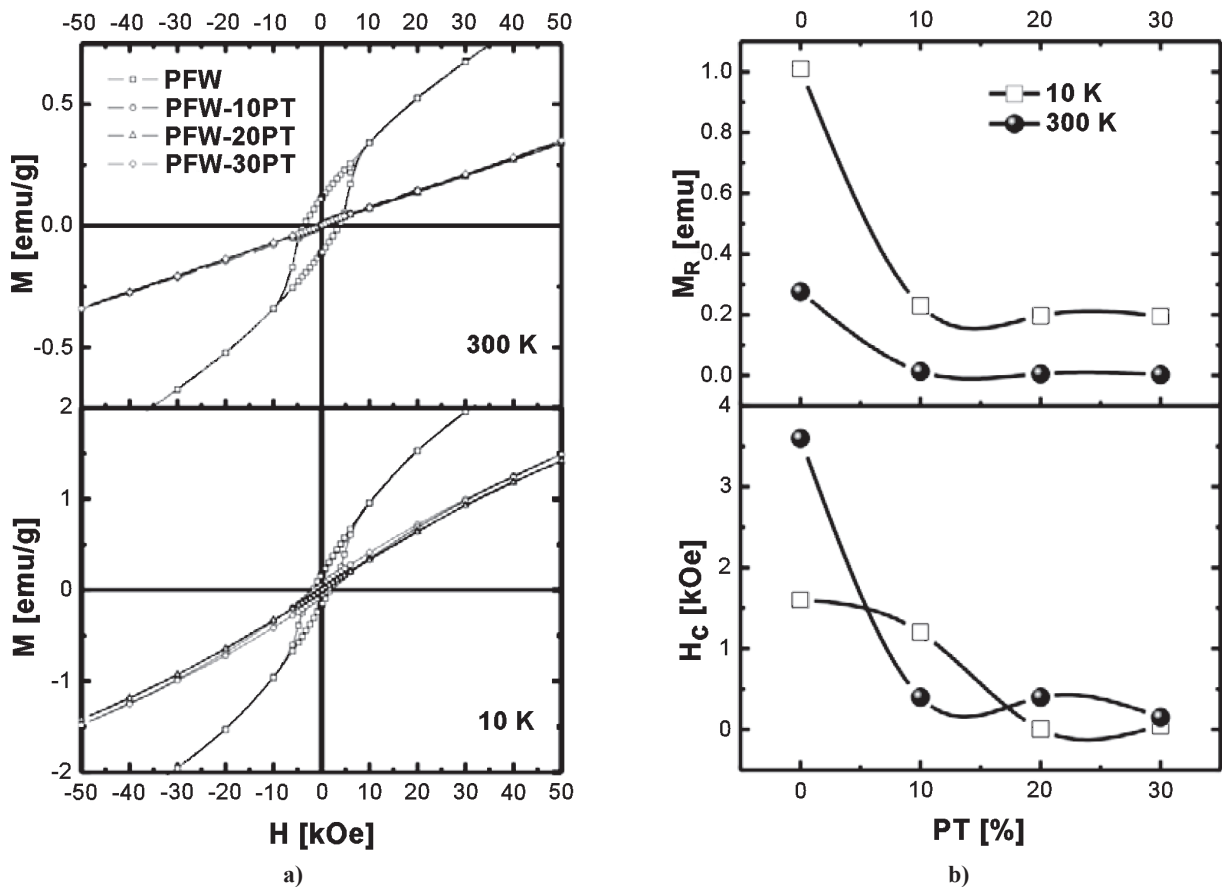 -50 -40 -30 -20 -10 0 10 20 30 40 50
PFW
PFW-10PT
PFW-20PT
PFW-30PT
0.5
0.0
-0.5
M [emu/g]
300 K
2
1
0
-1
-2
M [emu/g]
10 K
-50 -40 -30 -20 -10 0 10 20 30 40 50
H [kOe]
a)
0 10 20 30
10 K
300 K
1.0
0.8
0.6
0.4
0.2
0.0
MR [emu]
4
3
2
1
0
HC [kOe]
0 10 20 30
PT [%]
b)